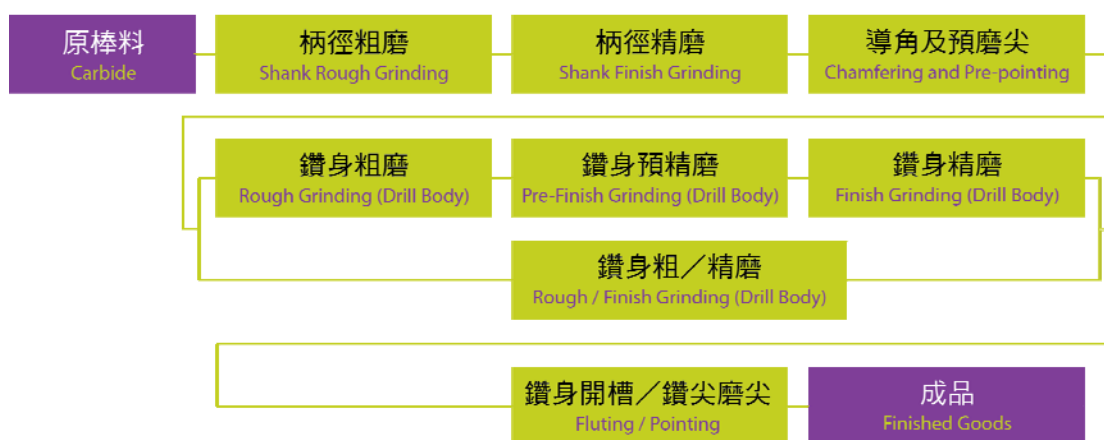 原棒料
Carbide
柄徑粗磨
Shank Rough Grinding
柄徑精磨
Shank Finish Grinding
導角及預磨尖
Chamfering and Pre-pointing
鑽身粗磨
Rough Grinding (Drill Body)
鑽身預精磨
Pre-Finish Grinding (Drill Body)
鑽身精磨
Finish Grinding (Drill Body)
鑽身粗／精磨
Rough / Finish Grinding (Drill Body)
鑽身開槽／鑽尖磨尖
Fluting / Pointing
成品
Finished Goods